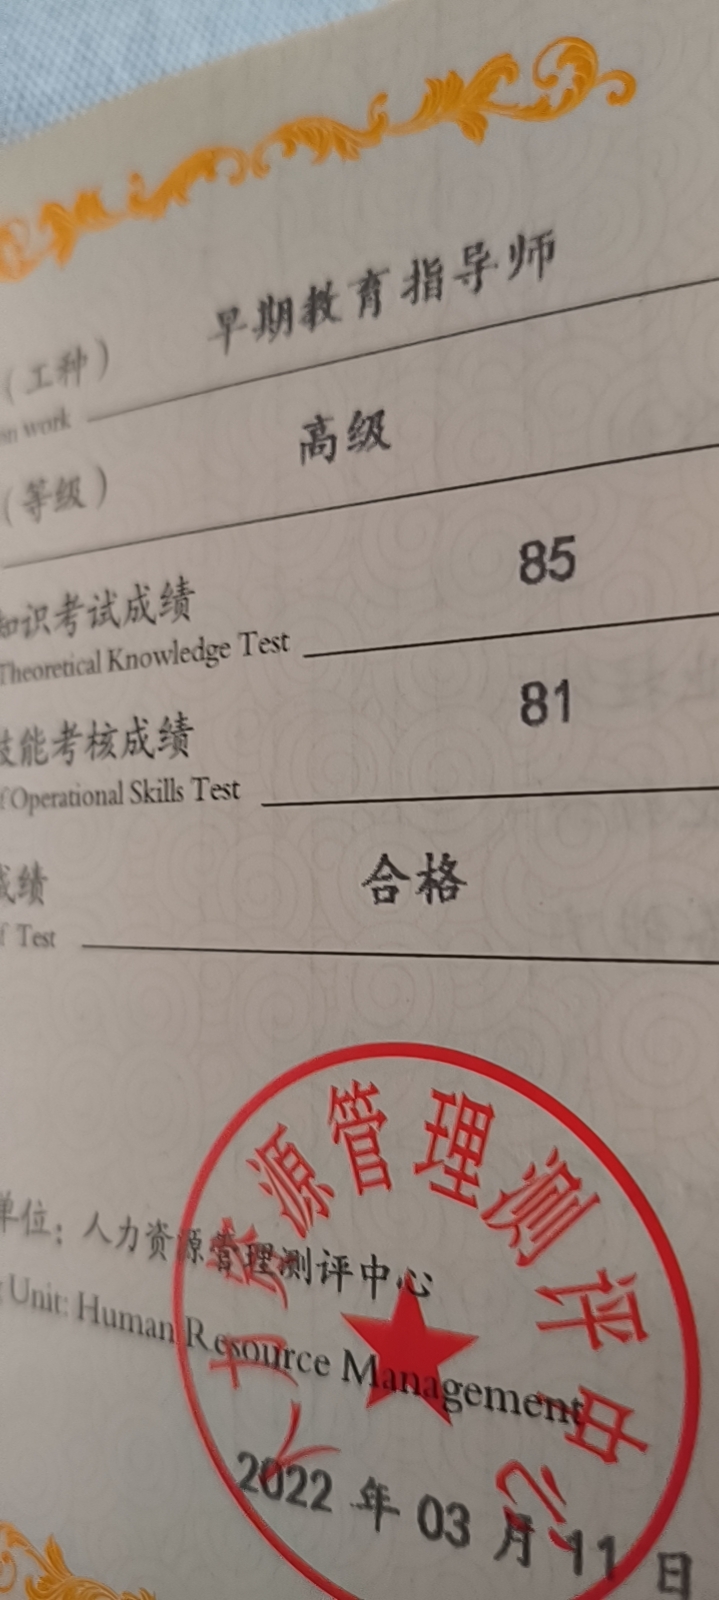 （工种） 早期教育指导师
on work
（等级） 高级
知识考试成绩 85
Theoretical Knowledge Test
技能考核成绩 81
f Operational Skills Test
成绩 合格
f Test
单位：人力资源管理测评中心
Unit: Human Resource Management
人力资源管理测评中心
2022 年 03 月 11 日